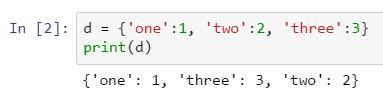 In [2]: d = {'one':1, 'two':2, 'three':3}
print(d)
{'one': 1, 'three': 3, 'two': 2}